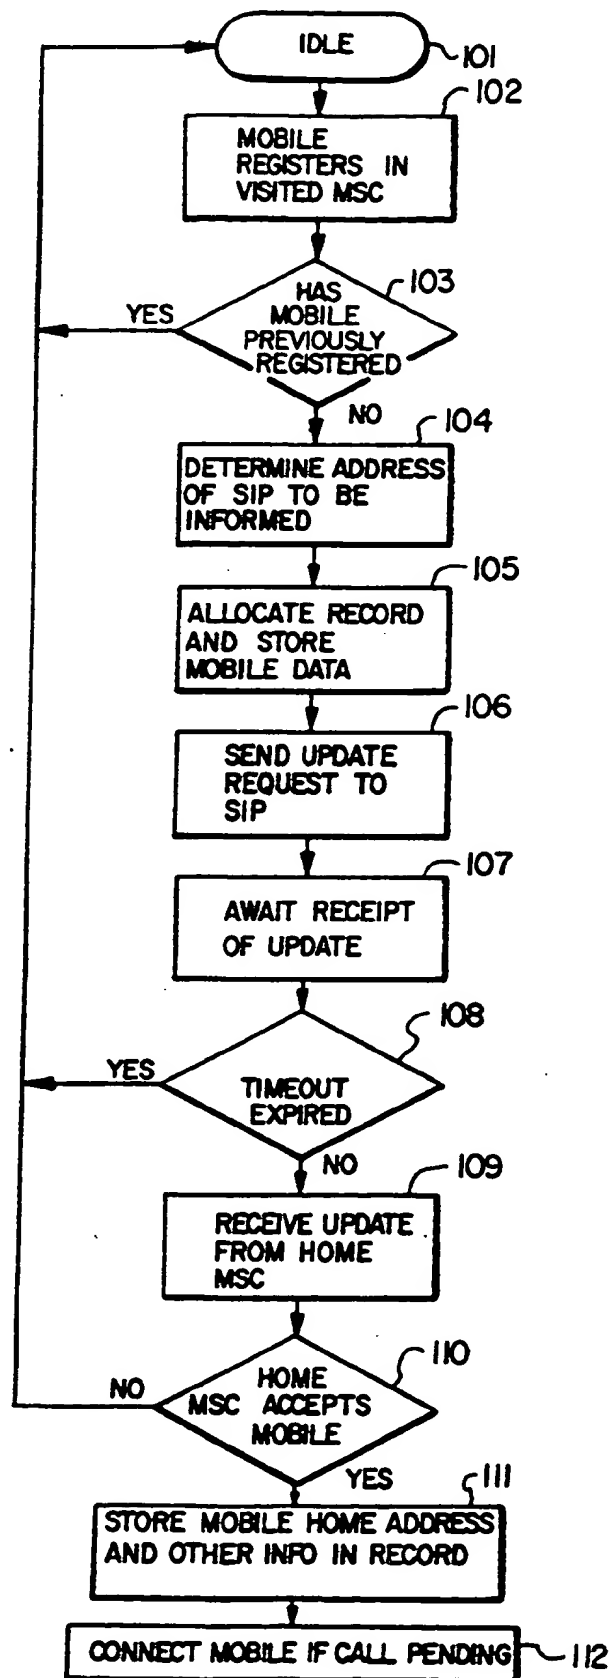 IDLE
101
102
MOBILE
REGISTERS IN
VISITED MSC
103
HAS
MOBILE
PREVIOUSLY
REGISTERED
YES
NO
104
DETERMINE ADDRESS
OF SIP TO BE
INFORMED
105
ALLOCATE RECORD
AND STORE
MOBILE DATA
106
SEND UPDATE
REQUEST TO
SIP
107
AWAIT RECEIPT
OF UPDATE
108
YES
TIMEOUT
EXPIRED
NO
109
RECEIVE UPDATE
FROM HOME
MSC
110
NO
HOME
MSC ACCEPTS
MOBILE
YES
111
STORE MOBILE HOME ADDRESS
AND OTHER INFO IN RECORD
CONNECT MOBILE IF CALL PENDING
112